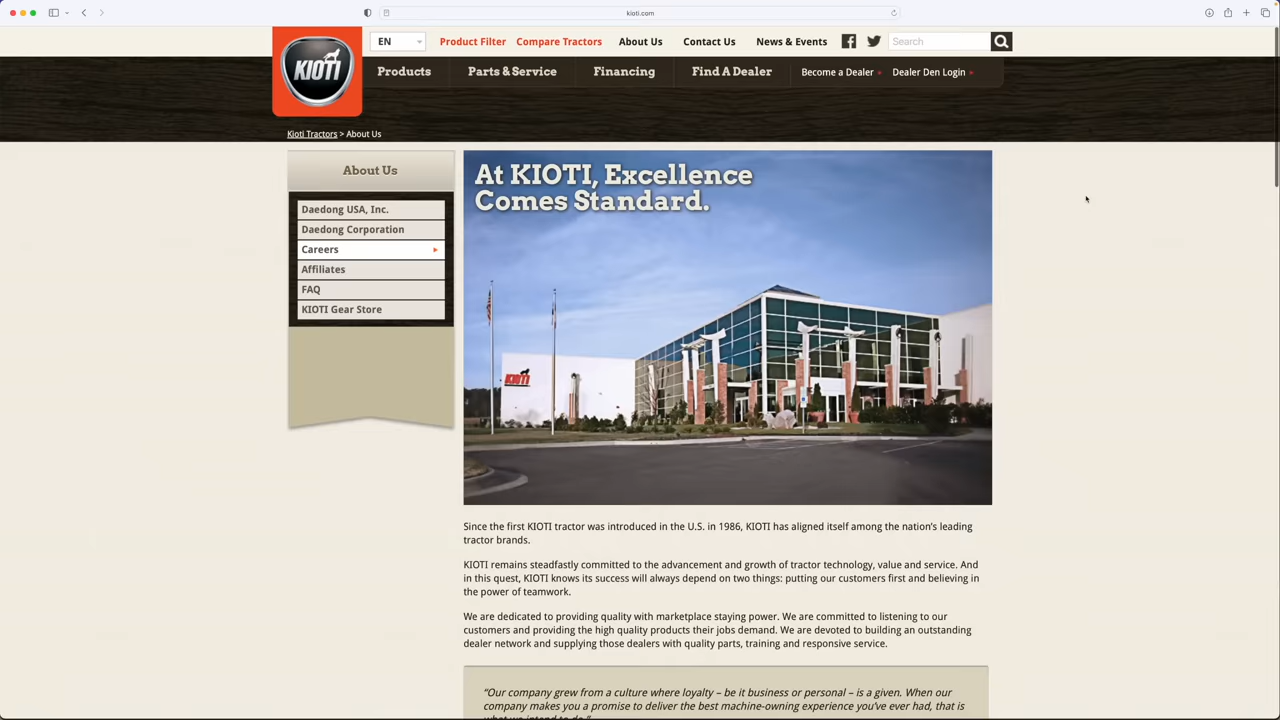 kioti.com
KIOTI
EN
Product Filter
Compare Tractors
About Us
Contact Us
News & Events
Search
Products
Parts & Service
Financing
Find A Dealer
Become a Dealer
Dealer Den Login
Kioti Tractors > About Us
About Us
Daedong USA, Inc.
Daedong Corporation
Careers
Affiliates
FAQ
KIOTI Gear Store
At KIOTI, Excellence
Comes Standard.
KIOTI
Since the first KIOTI tractor was introduced in the U.S. in 1986, KIOTI has aligned itself among the nation's leading
tractor brands.
KIOTI remains steadfastly committed to the advancement and growth of tractor technology, value and service. And
in this quest, KIOTI knows its success will always depend on two things: putting our customers first and believing in
the power of teamwork.
We are dedicated to providing quality with marketplace staying power. We are committed to listening to our
customers and providing the high quality products their jobs demand. We are devoted to building an outstanding
dealer network and supplying those dealers with quality parts, training and responsive service.
"Our company grew from a culture where loyalty – be it business or personal – is a given. When our
company makes you a promise to deliver the best machine-owning experience you've ever had, that is
what we intend to do."